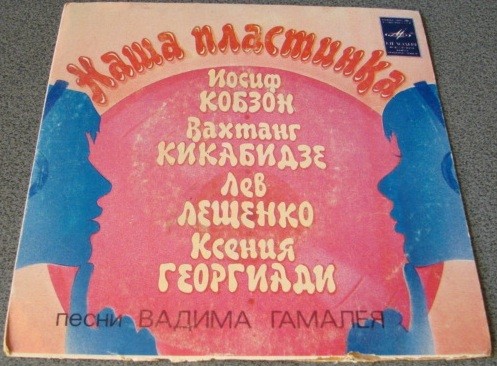 Наша пластинка
Иосиф
КОБЗОН
Вахтанг
КИКАБИДЗЕ
Лев
ЛЕЩЕНКО
Ксения
ГЕОРГИАДИ
песни ВАДИМА ГАМАЛЕЯ